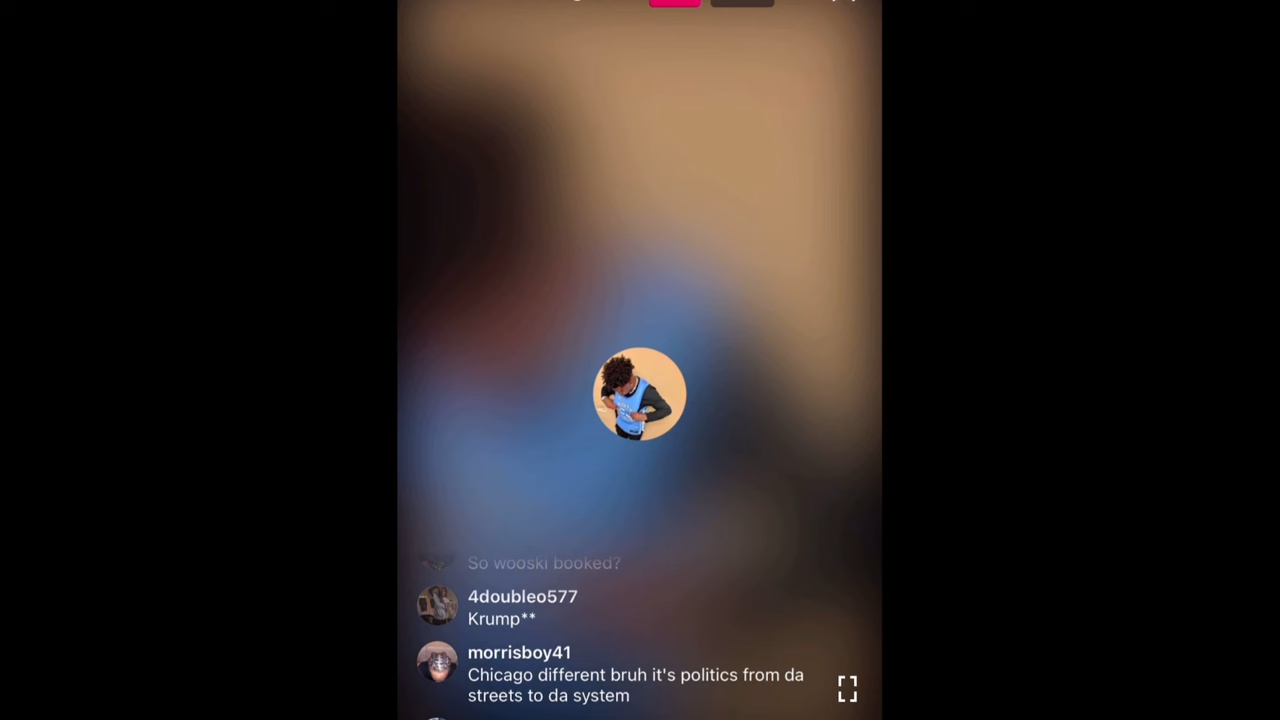 So wooski booked?
4doubleo577
Krump**
morrisboy41
Chicago different bruh it's politics from da
streets to da system